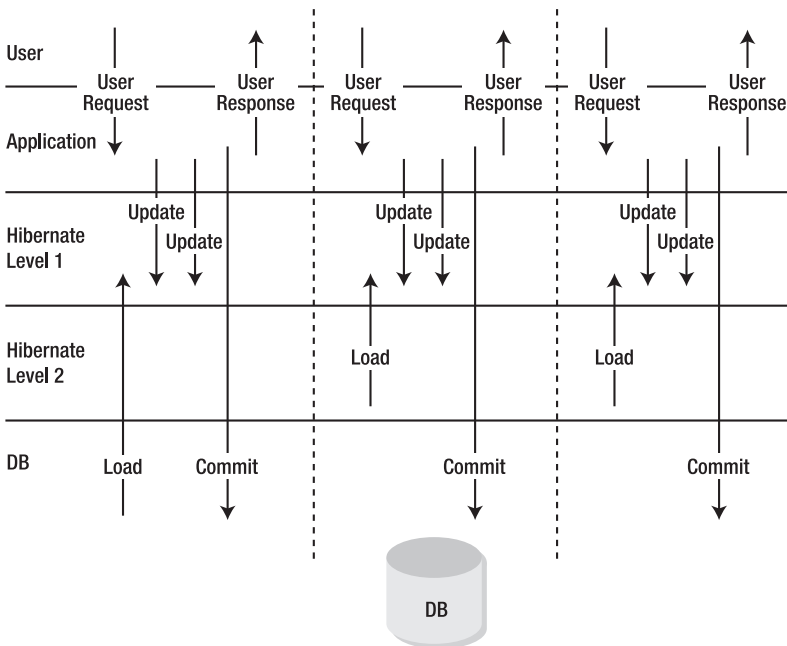 User
User
Request
User
Response
User
Request
User
Response
User
Request
User
Response
Application
Hibernate
Level 1
Update
Update
Update
Update
Update
Update
Hibernate
Level 2
Load
Load
DB
Load
Commit
Commit
Commit
DB